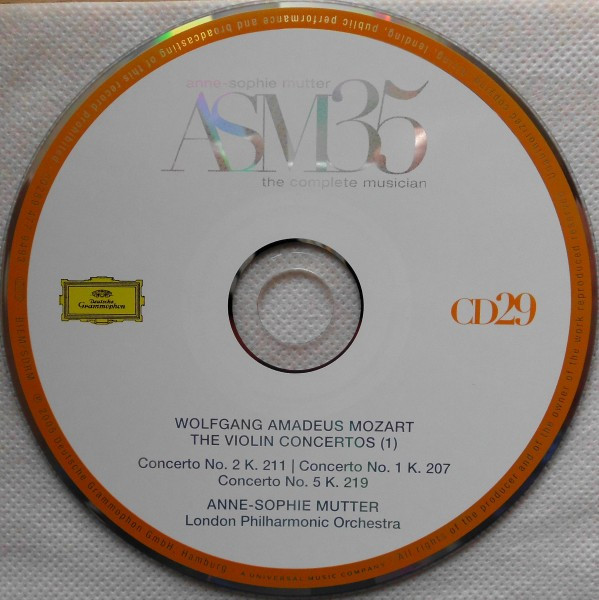 anne-sophie mutter
ASM35
the complete musician
Deutsche
Grammophon
CD29
WOLFGANG AMADEUS MOZART
THE VIOLIN CONCERTOS (1)
Concerto No. 2 K. 211 | Concerto No. 1 K. 207
Concerto No. 5 K. 219
ANNE-SOPHIE MUTTER
London Philharmonic Orchestra
Deutsche Grammophon GmbH, Hamburg
A UNIVERSAL MUSIC COMPANY
All rights of the producer and of the owner of the work reproduced
lending, public performance and broadcasting of this record prohibited